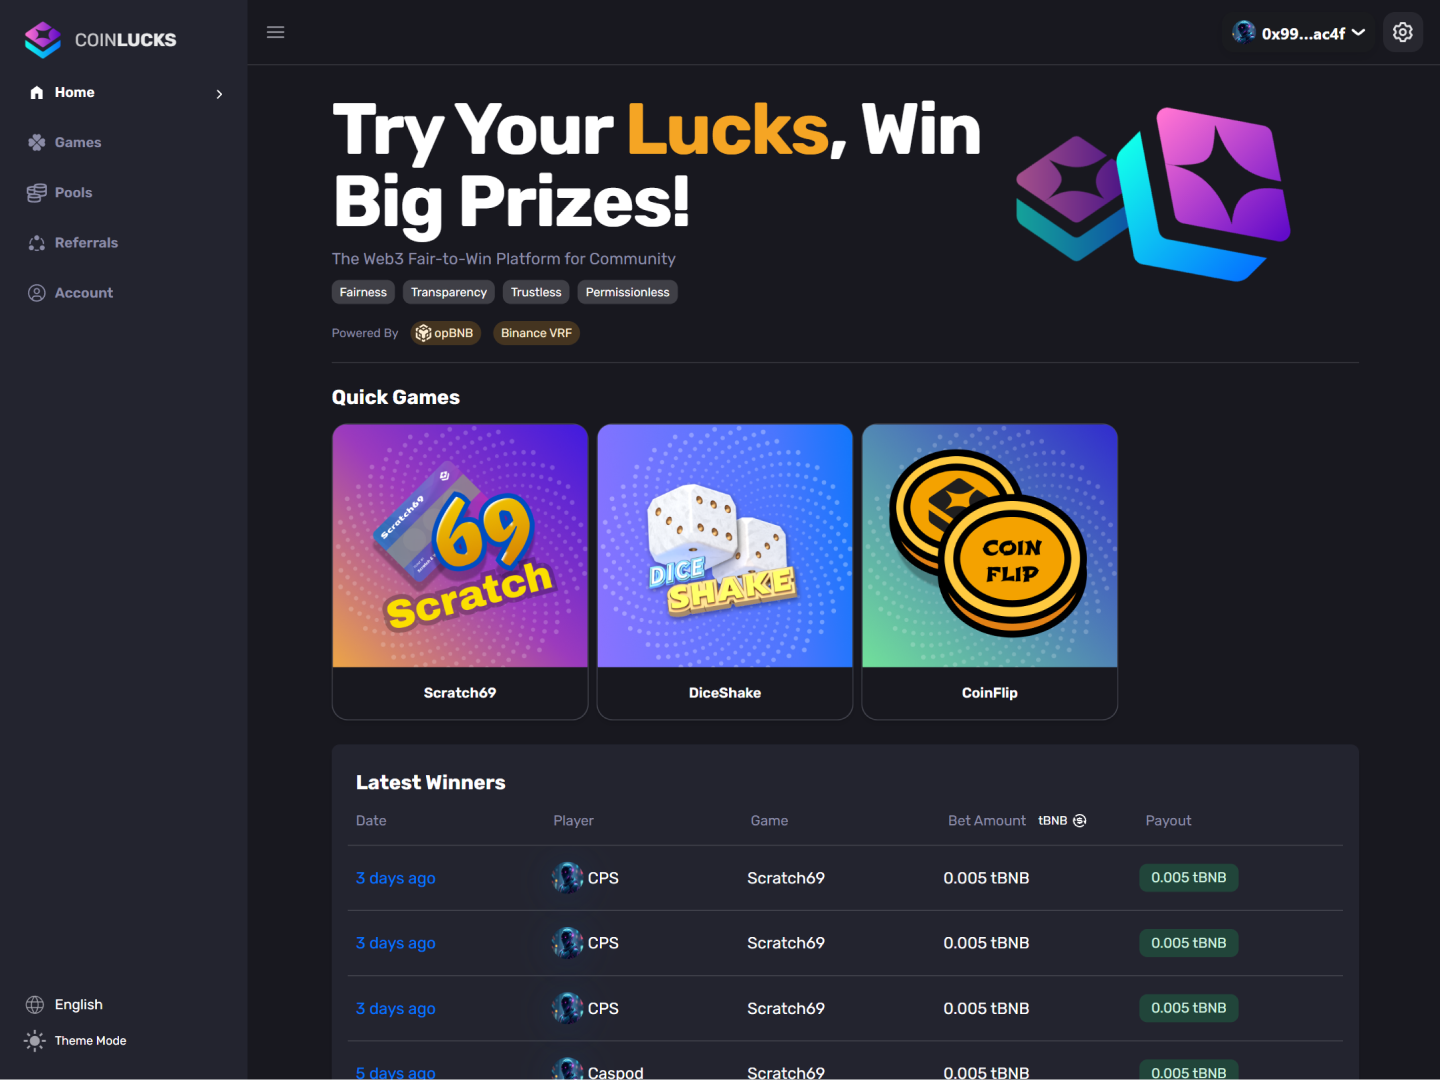 COINLUCKS
Home
Games
Pools
Referrals
Account
English
Theme Mode
0x99...ac4f
Try Your Lucks, Win
Big Prizes!
The Web3 Fair-to-Win Platform for Community
Fairness Transparency Trustless Permissionless
Powered By opBNB Binance VRF
Quick Games
Scratch69
69
Scratch
DICE
SHAKE
COIN
FLIP
Scratch69 DiceShake CoinFlip
Latest Winners
Date Player Game Bet Amount tBNB Payout
3 days ago CPS Scratch69 0.005 tBNB 0.005 tBNB
3 days ago CPS Scratch69 0.005 tBNB 0.005 tBNB
3 days ago CPS Scratch69 0.005 tBNB 0.005 tBNB
5 days ago Caspod Scratch69 0.005 tBNB 0.005 tBNB